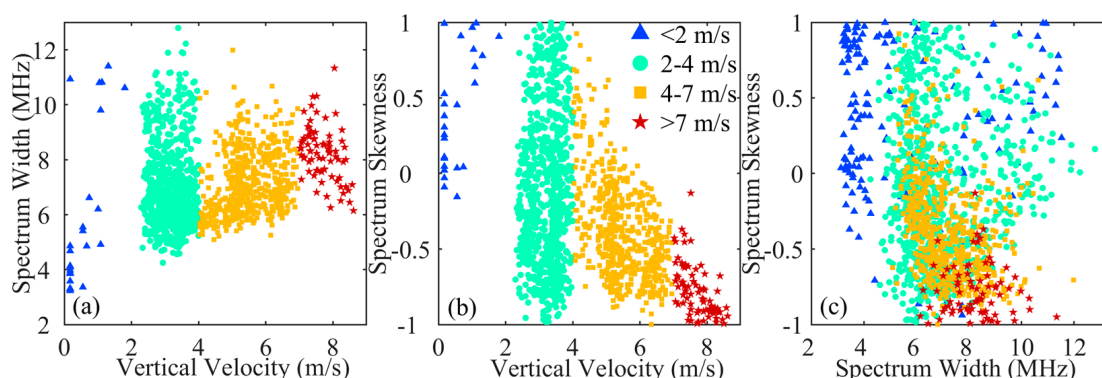 Spectrum Width (MHz)
12
10
8
6
4
2
(a)
0
2
4
6
8
Vertical Velocity (m/s)
Spectrum Skewness
1
0.5
0
-0.5
-1
(b)
<2 m/s
2-4 m/s
4-7 m/s
>7 m/s
0
2
4
6
8
Vertical Velocity (m/s)
Spectrum Skewness
1
0.5
0
-0.5
-1
(c)
4
6
8
10
12
Spectrum Width (MHz)